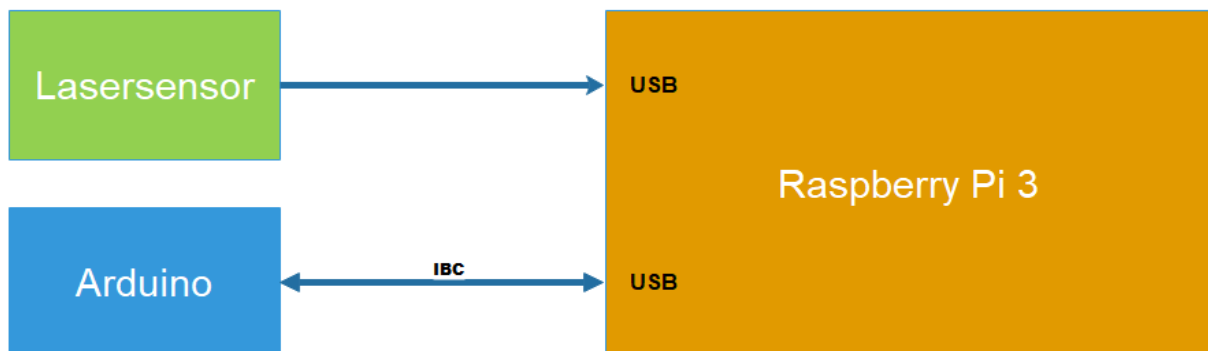 Lasersensor
USB
Raspberry Pi 3
Arduino
IBC
USB